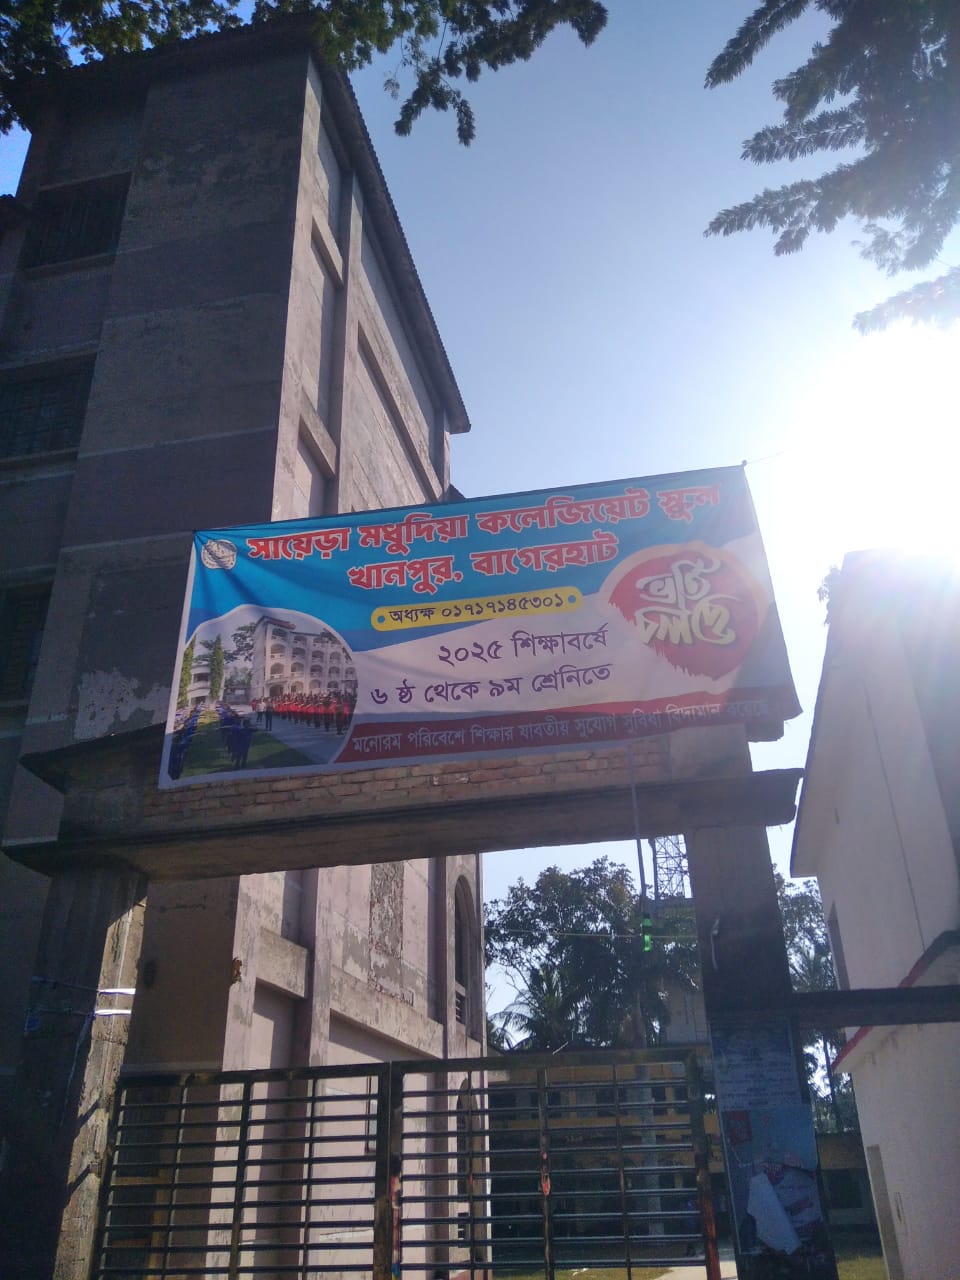 সায়েড়া মধুদিয়া কলেজিয়েট স্কুল
খানপুর, বাগেরহাট
অধ্যক্ষ ০১৭১৭১৪৫৩০১
ভর্তি
চলছে
২০২৫ শিক্ষাবর্ষে
৬ ষ্ঠ থেকে ৯ম শ্রেনিতে
মনোরম পরিবেশে শিক্ষার যাবতীয় সুযোগ সুবিধা বিদ্যমান রয়েছে